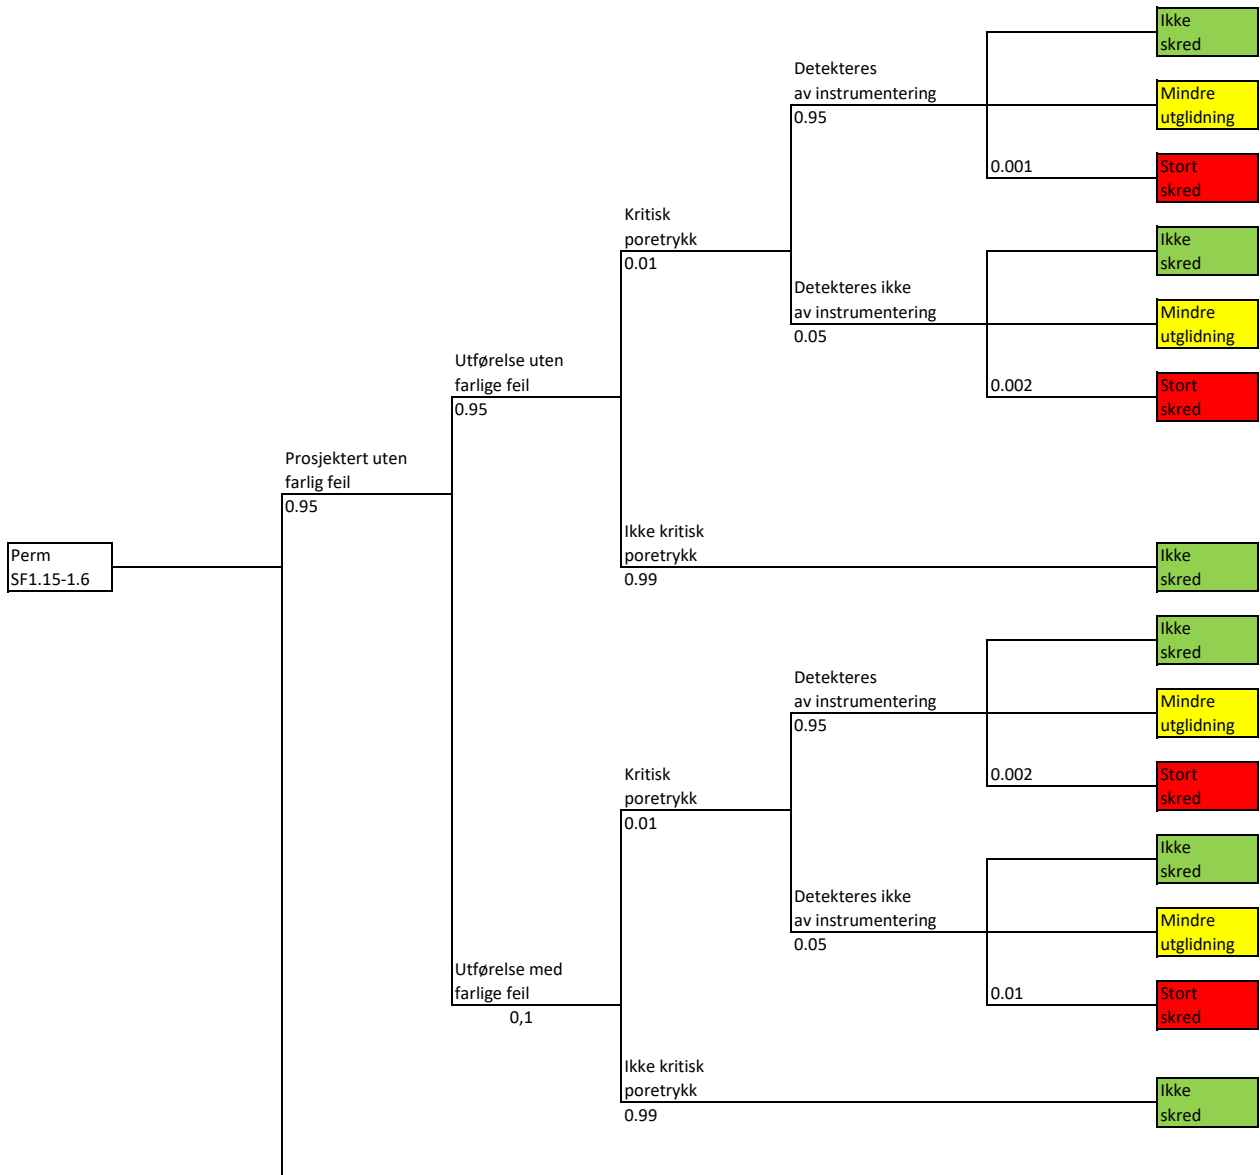 Ikke
skred
Detekteres
av instrumentering
0.95
Mindre
utglidning
0.001
Stort
skred
Kritisk
poretrykk
0.01
Ikke
skred
Detekteres ikke
av instrumentering
0.05
Mindre
utglidning
Utførelse uten
farlige feil
0.95
0.002
Stort
skred
Prosjektert uten
farlig feil
0.95
Perm
SF1.15-1.6
Ikke kritisk
poretrykk
0.99
Ikke
skred
Ikke
skred
Detekteres
av instrumentering
0.95
Mindre
utglidning
Kritisk
poretrykk
0.01
0.002
Stort
skred
Ikke
skred
Detekteres ikke
av instrumentering
0.05
Mindre
utglidning
Utførelse med
farlige feil
0,1
0.01
Stort
skred
Ikke kritisk
poretrykk
0.99
Ikke
skred